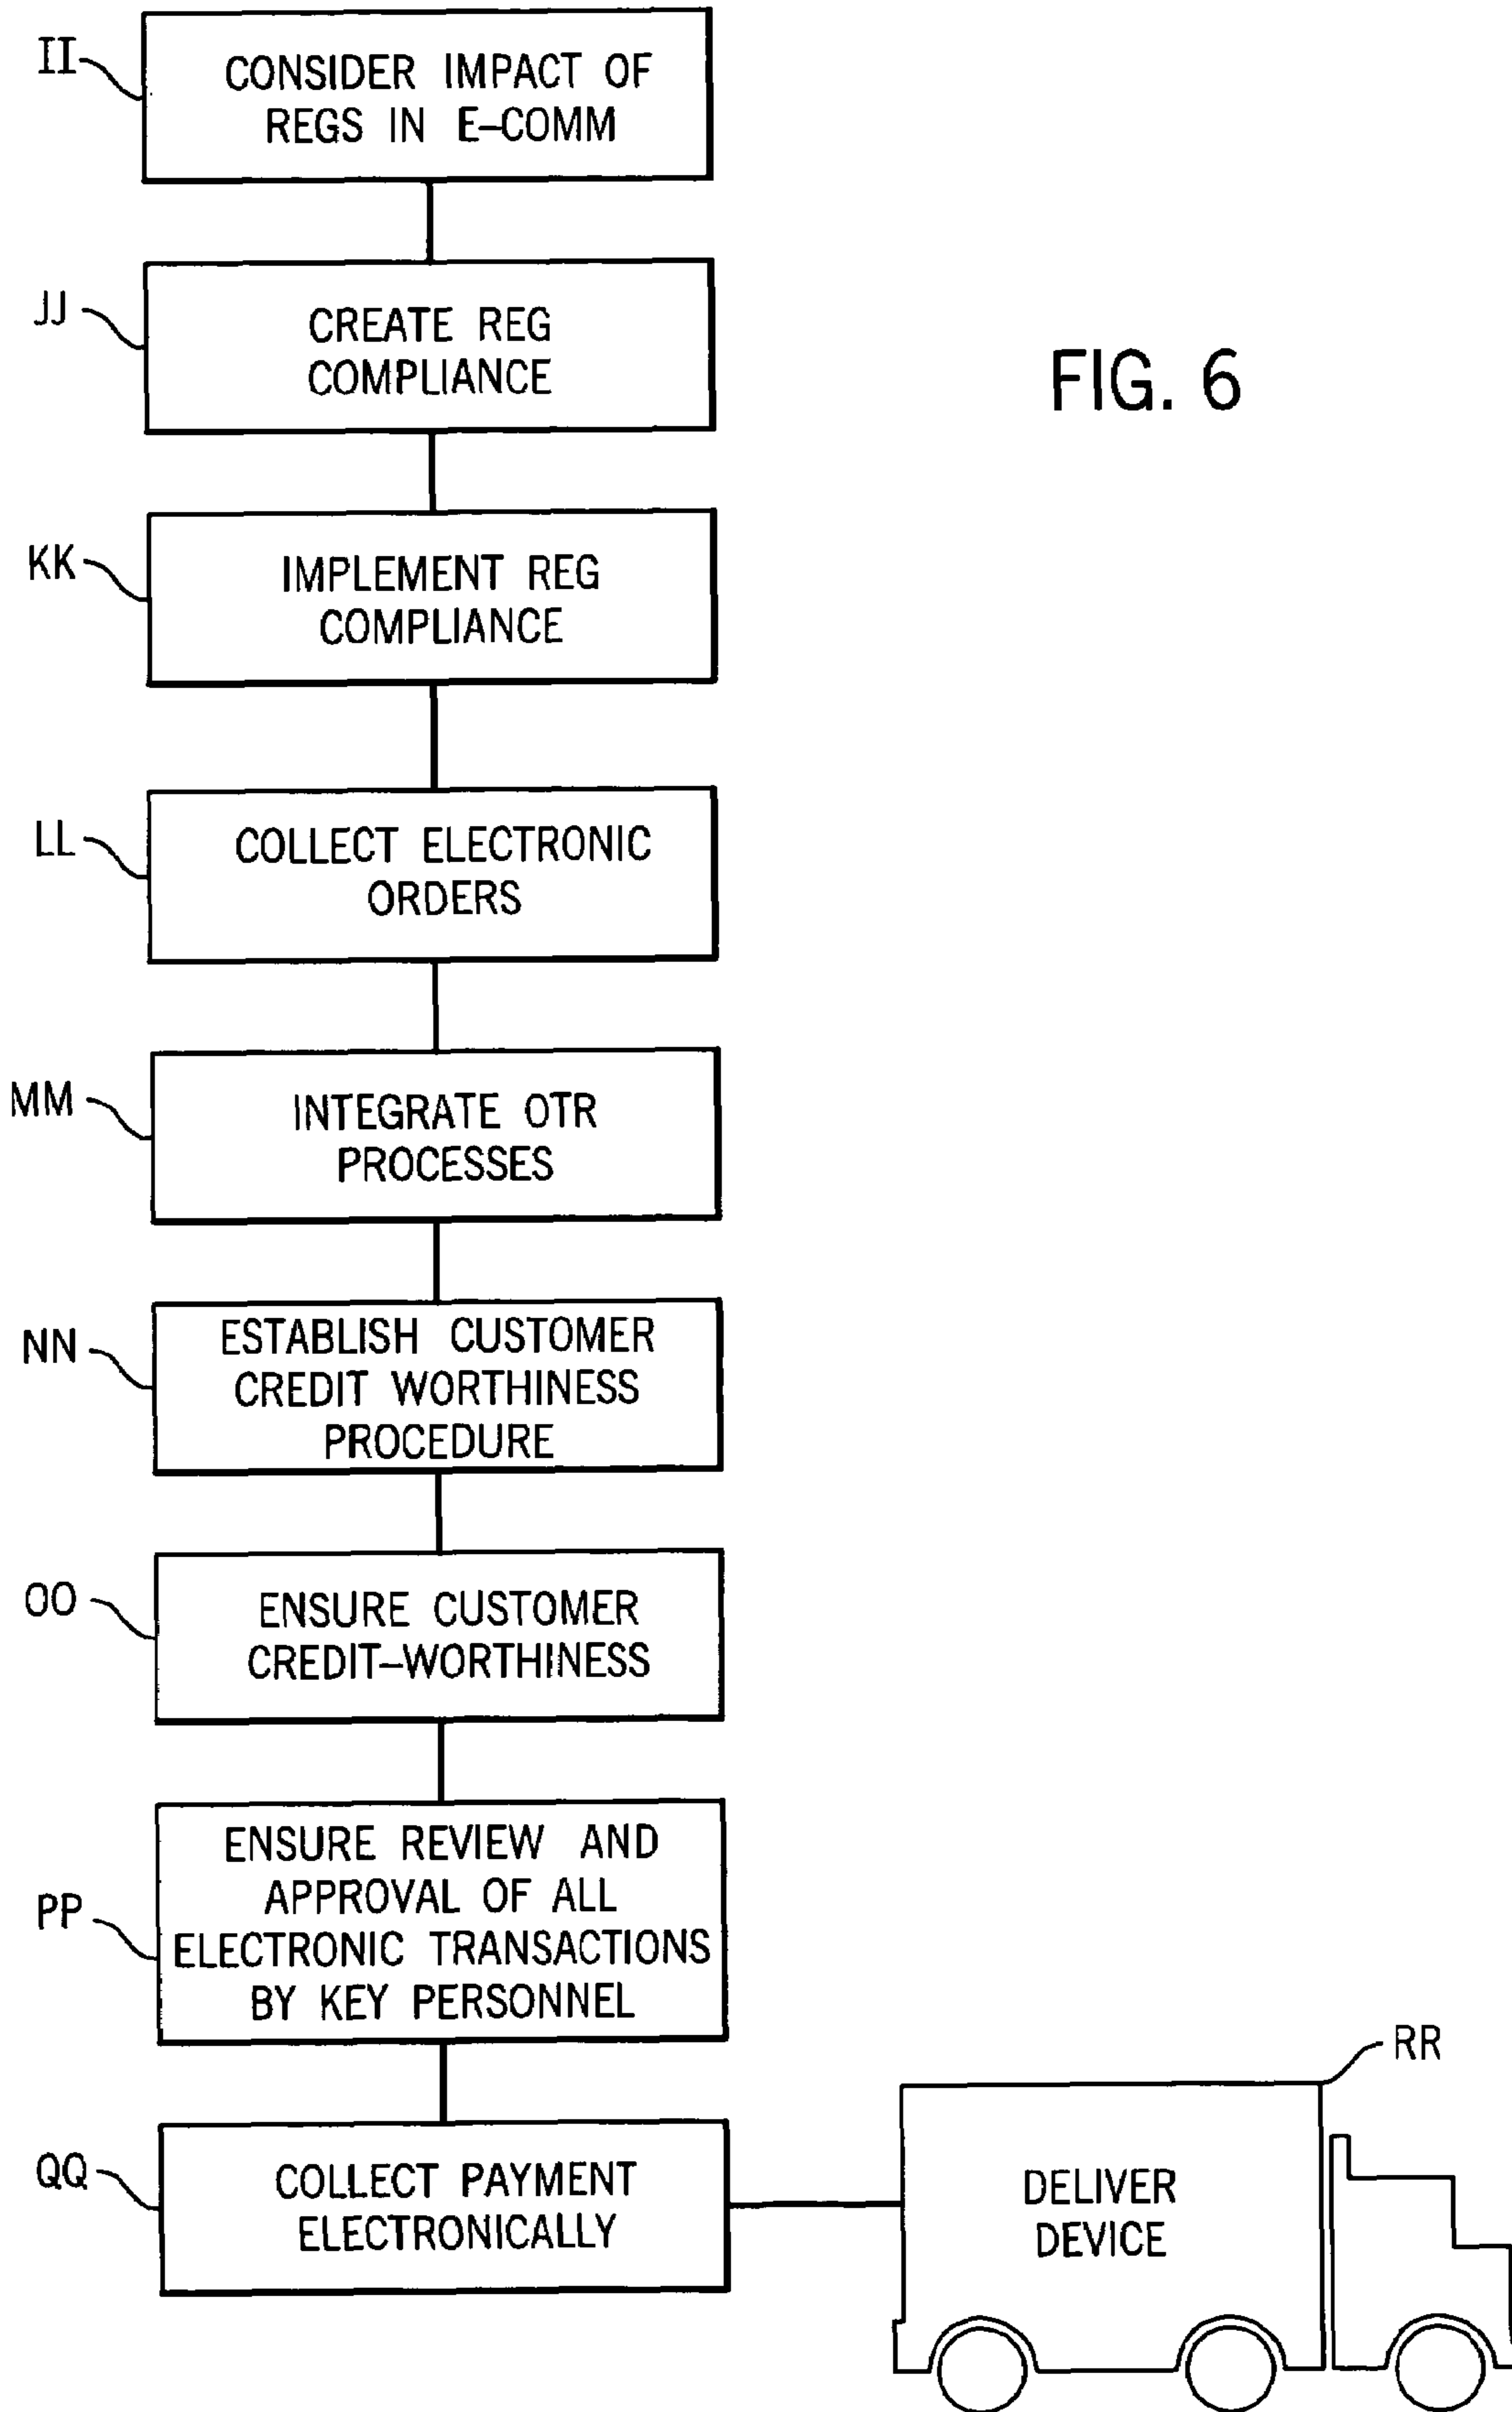 II
CONSIDER IMPACT OF
REGS IN E–COMM
JJ
CREATE REG
COMPLIANCE
FIG. 6
KK
IMPLEMENT REG
COMPLIANCE
LL
COLLECT ELECTRONIC
ORDERS
MM
INTEGRATE OTR
PROCESSES
NN
ESTABLISH CUSTOMER
CREDIT WORTHINESS
PROCEDURE
OO
ENSURE CUSTOMER
CREDIT–WORTHINESS
PP
ENSURE REVIEW AND
APPROVAL OF ALL
ELECTRONIC TRANSACTIONS
BY KEY PERSONNEL
QQ
COLLECT PAYMENT
ELECTRONICALLY
RR
DELIVER
DEVICE